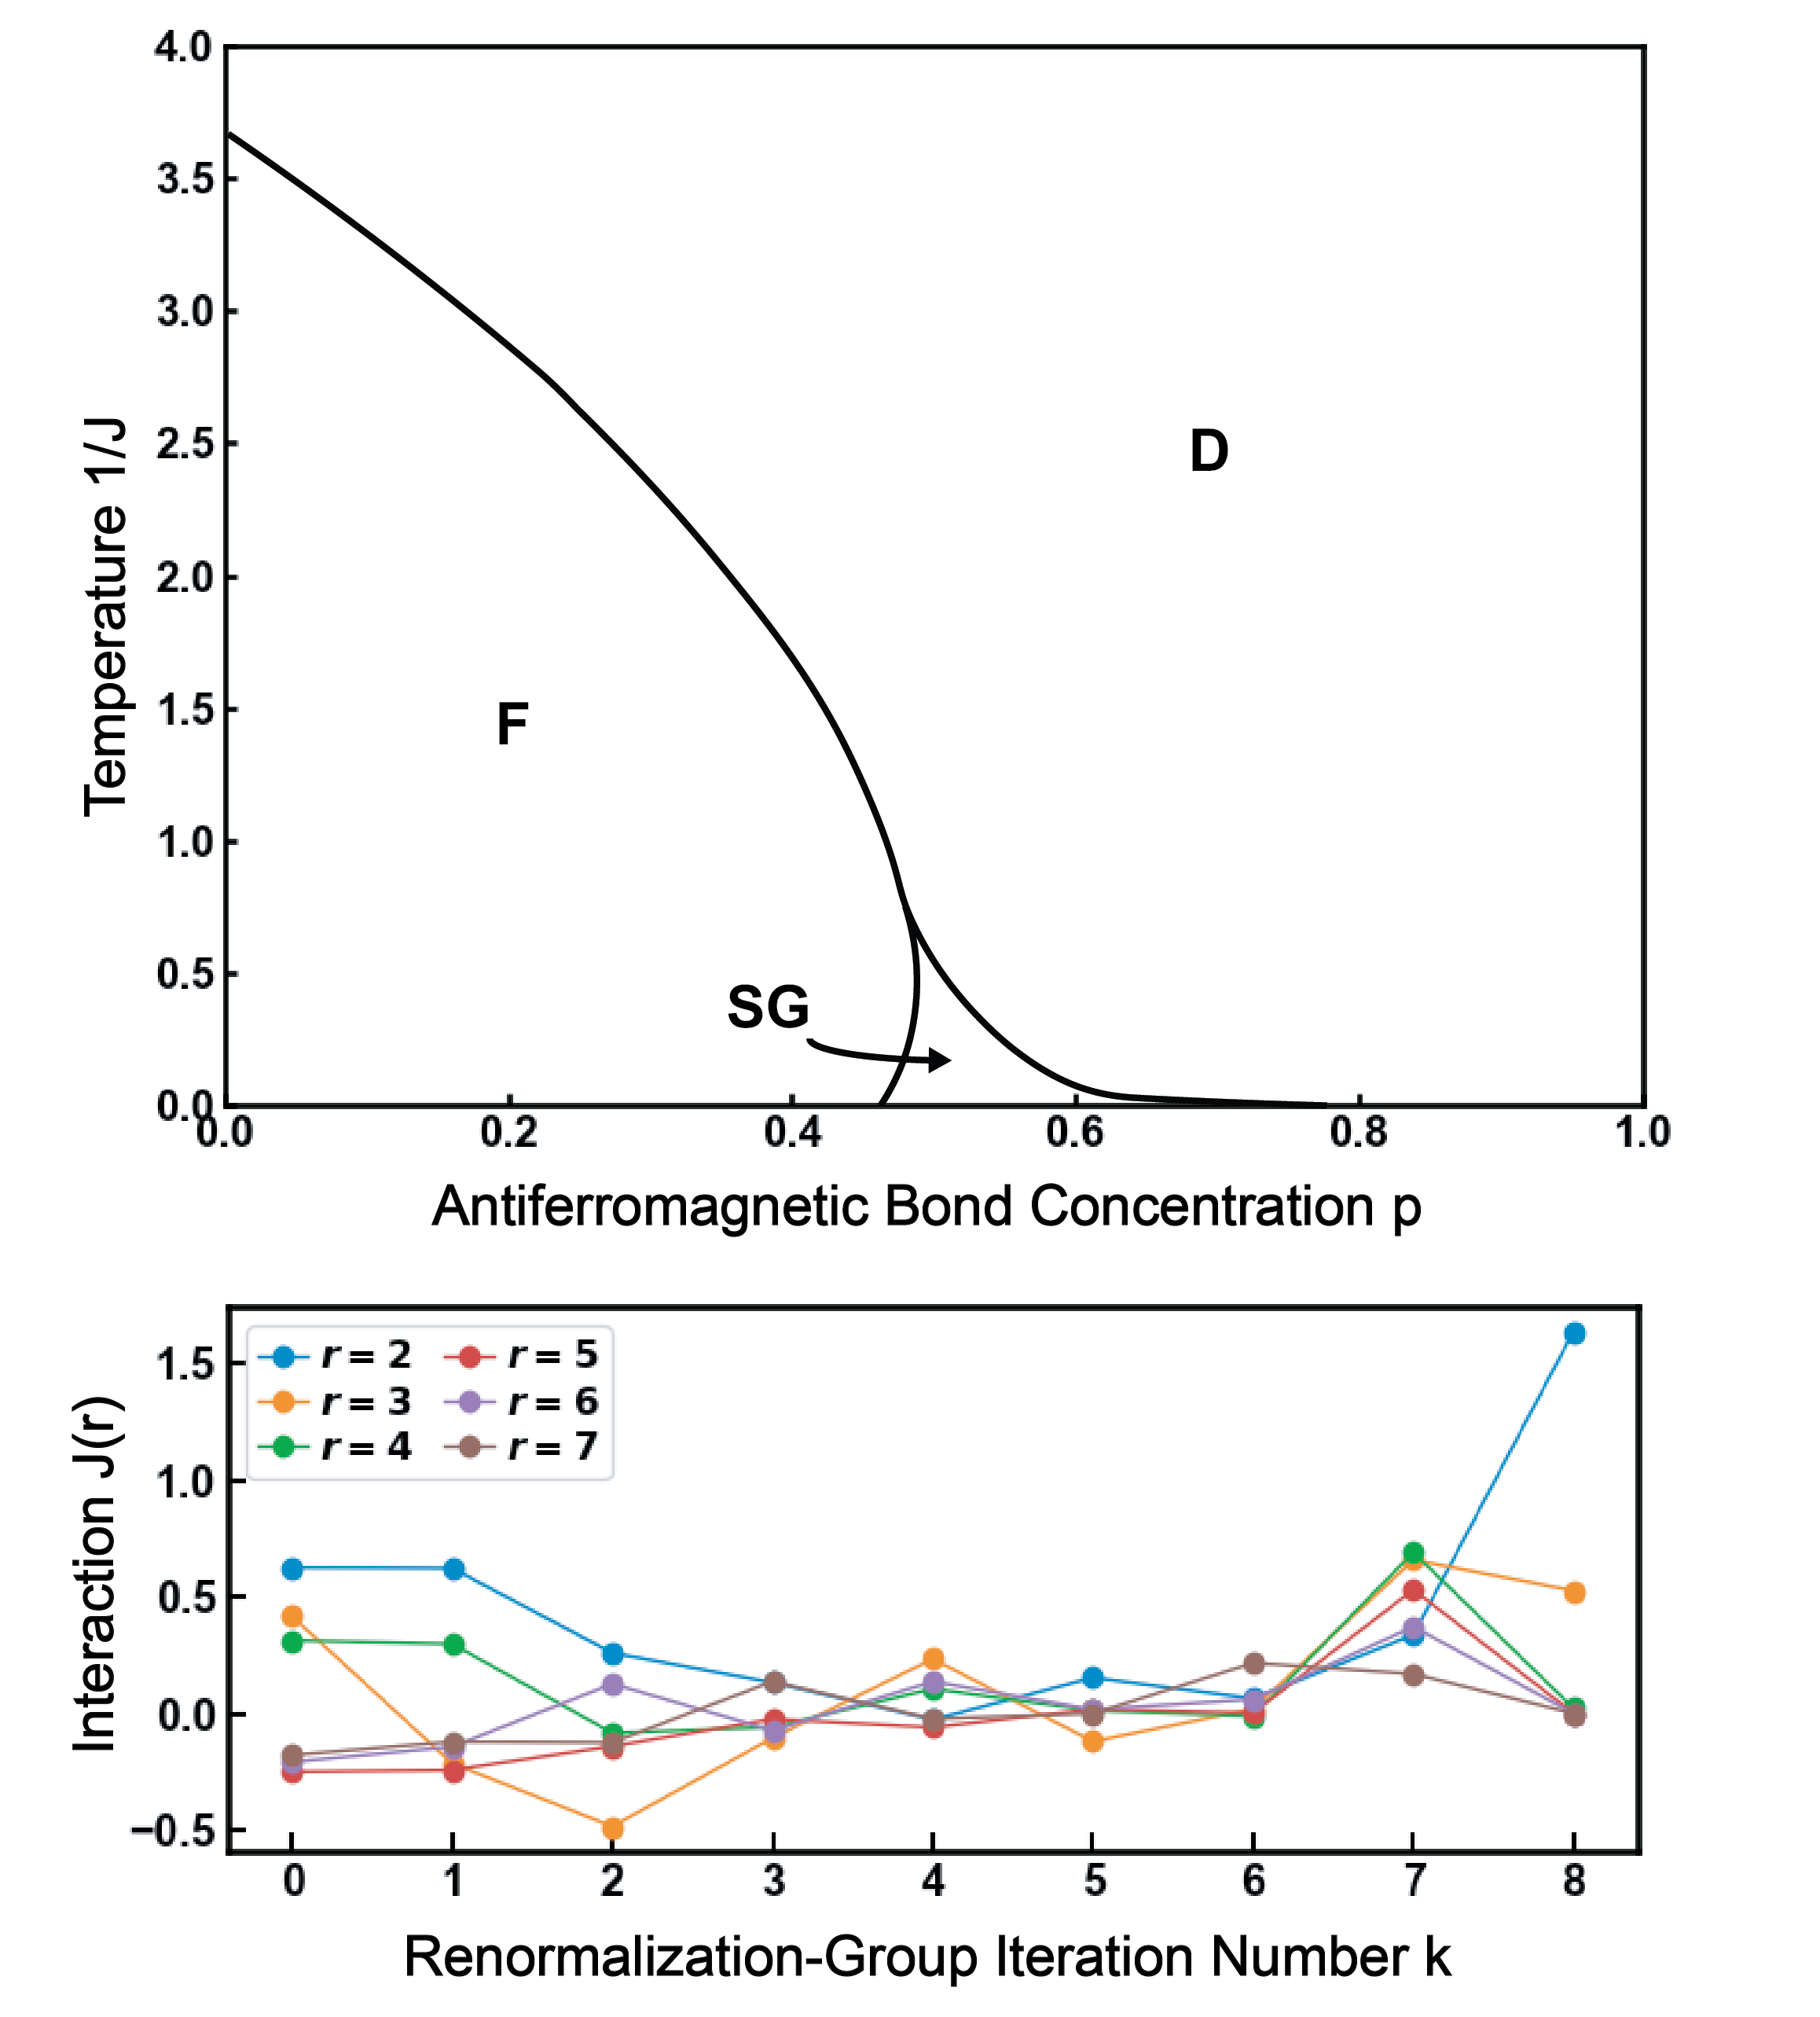 4.0
3.5
3.0
2.5
2.0
1.5
1.0
0.5
0.0
Temperature 1/J
D
F
SG
0.0 0.2 0.4 0.6 0.8 1.0
Antiferromagnetic Bond Concentration p
r = 2 r = 5
r = 3 r = 6
r = 4 r = 7
1.5
1.0
0.5
0.0
−0.5
Interaction J(r)
0 1 2 3 4 5 6 7 8
Renormalization-Group Iteration Number k